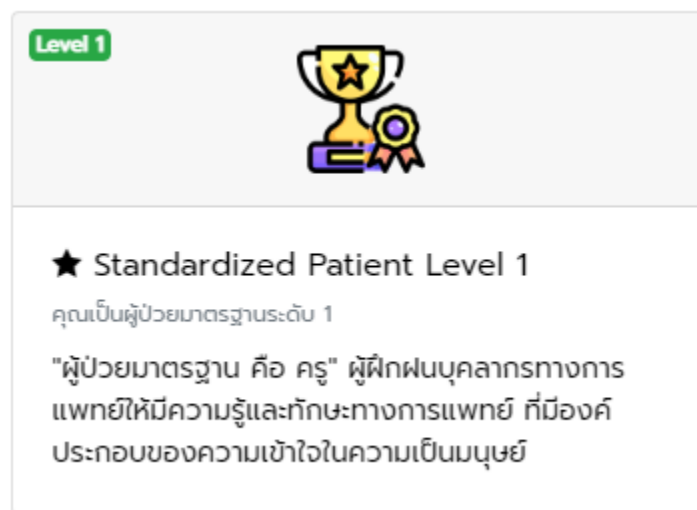 Level 1
Standardized Patient Level 1
คุณเป็นผู้ป่วยมาตรฐานระดับ 1
"ผู้ป่วยมาตรฐาน คือ ครู" ผู้ฝึกฝนบุคลากรทางการ
แพทย์ให้มีความรู้และทักษะทางการแพทย์ ที่มีองค์
ประกอบของความเข้าใจในความเป็นมนุษย์